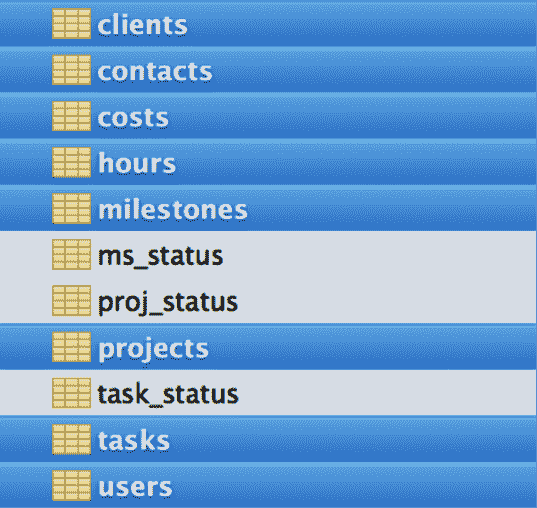 clients
contacts
costs
hours
milestones
ms_status
proj_status
projects
task_status
tasks
users